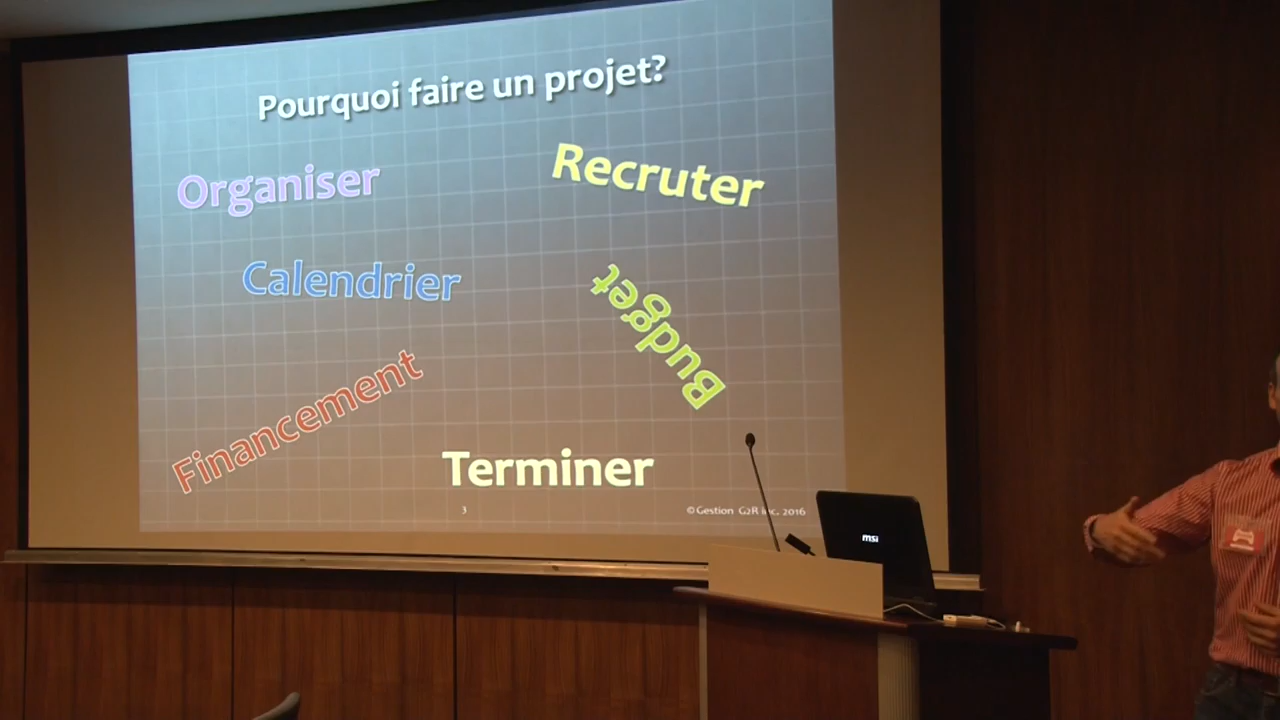 Pourquoi faire un projet?
Organiser
Recruter
Calendrier
Budget
Financement
Terminer
3
©Gestion G2R inc. 2016
msi